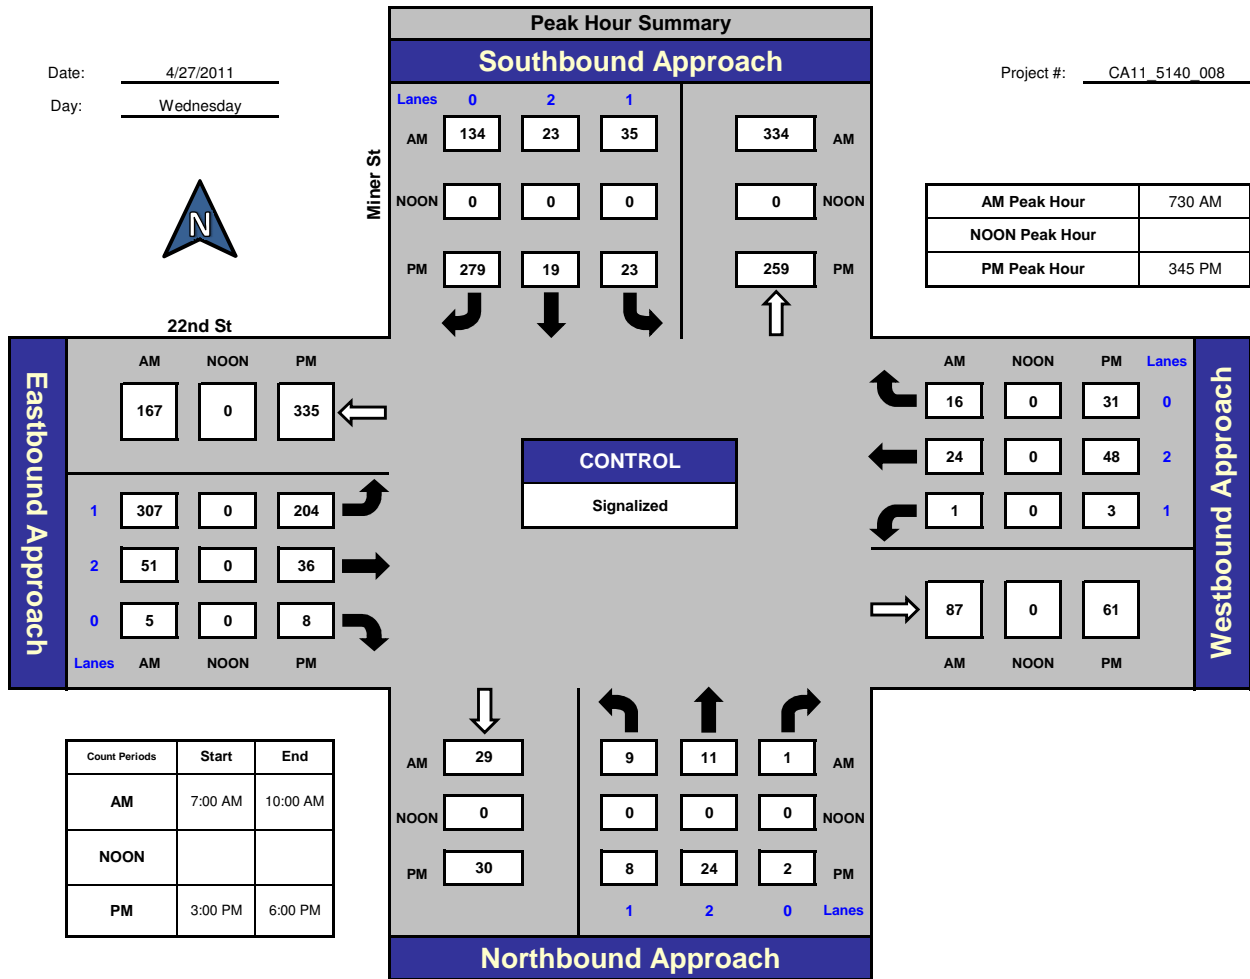 Peak Hour Summary
Southbound Approach
Date: 4/27/2011
Project #: CA11_5140_008
Day: Wednesday
Lanes 0 2 1
AM 134 23 35 334 AM
Miner St
N
NOON 0 0 0 0 NOON
AM Peak Hour 730 AM
NOON Peak Hour
PM Peak Hour 345 PM
PM 279 19 23 259 PM
22nd St
Eastbound Approach
AM NOON PM
167 0 335
1 307 0 204
2 51 0 36
0 5 0 8
Lanes AM NOON PM
CONTROL
Signalized
AM NOON PM Lanes
16 0 31 0
24 0 48 2
1 0 3 1
87 0 61
AM NOON PM
Westbound Approach
Count Periods Start End
AM 7:00 AM 10:00 AM
NOON
PM 3:00 PM 6:00 PM
AM 29 9 11 1 AM
NOON 0 0 0 0 NOON
PM 30 8 24 2 PM
1 2 0 Lanes
Northbound Approach